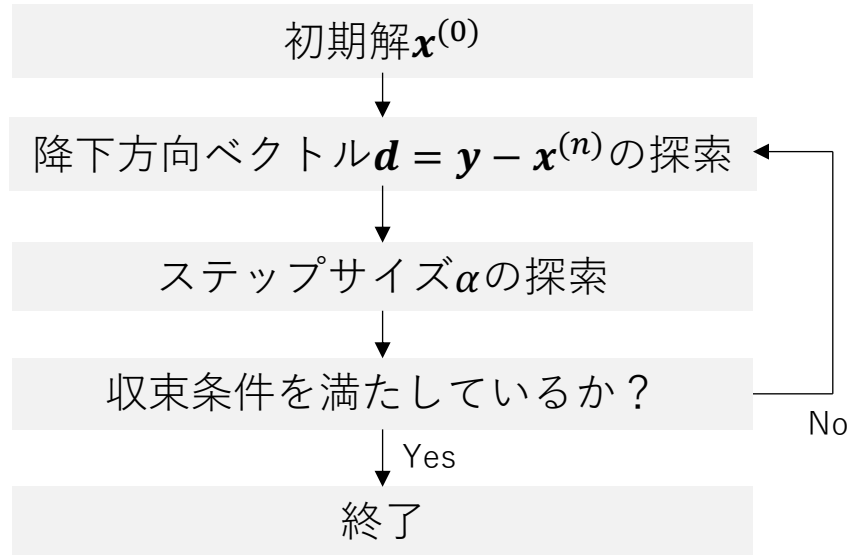 初期解𝒙⁽⁰⁾
降下方向ベクトル𝒅 = 𝒚 − 𝒙⁽ⁿ⁾の探索
ステップサイズ𝛼の探索
収束条件を満たしているか？
No
Yes
終了